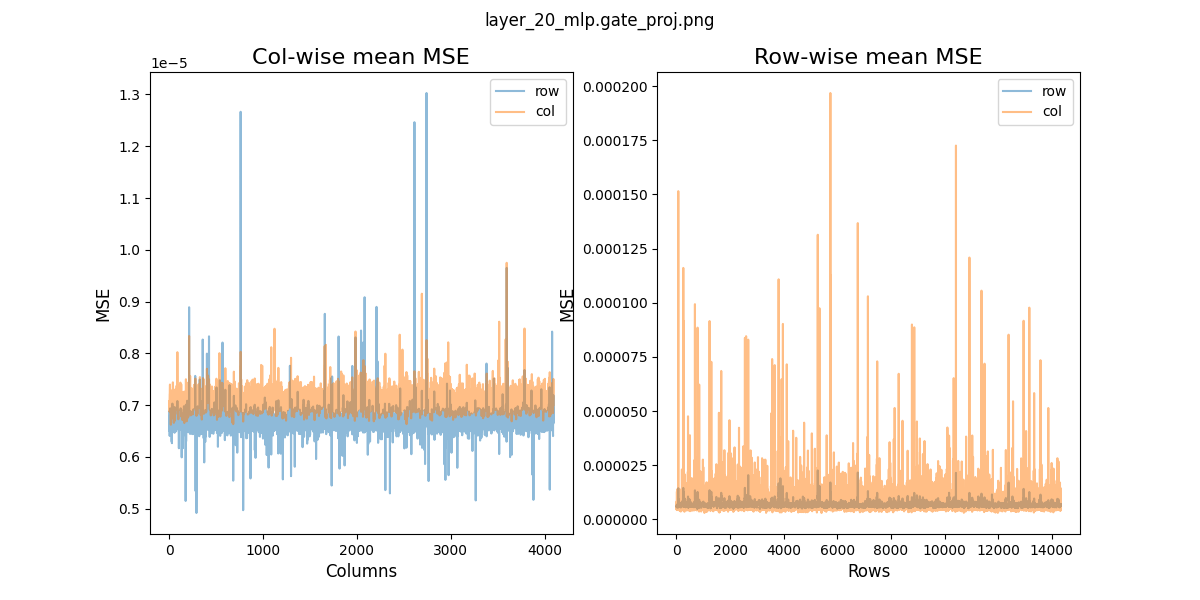 layer_20_mlp.gate_proj.png
Col-wise mean MSE
1e−5
1.3
1.2
1.1
1.0
0.9
0.8
0.7
0.6
0.5
MSE
0
1000
2000
3000
4000
Columns
row
col
Row-wise mean MSE
0.000200
0.000175
0.000150
0.000125
0.000100
0.000075
0.000050
0.000025
0.000000
MSE
0
2000
4000
6000
8000
10000
12000
14000
Rows
row
col